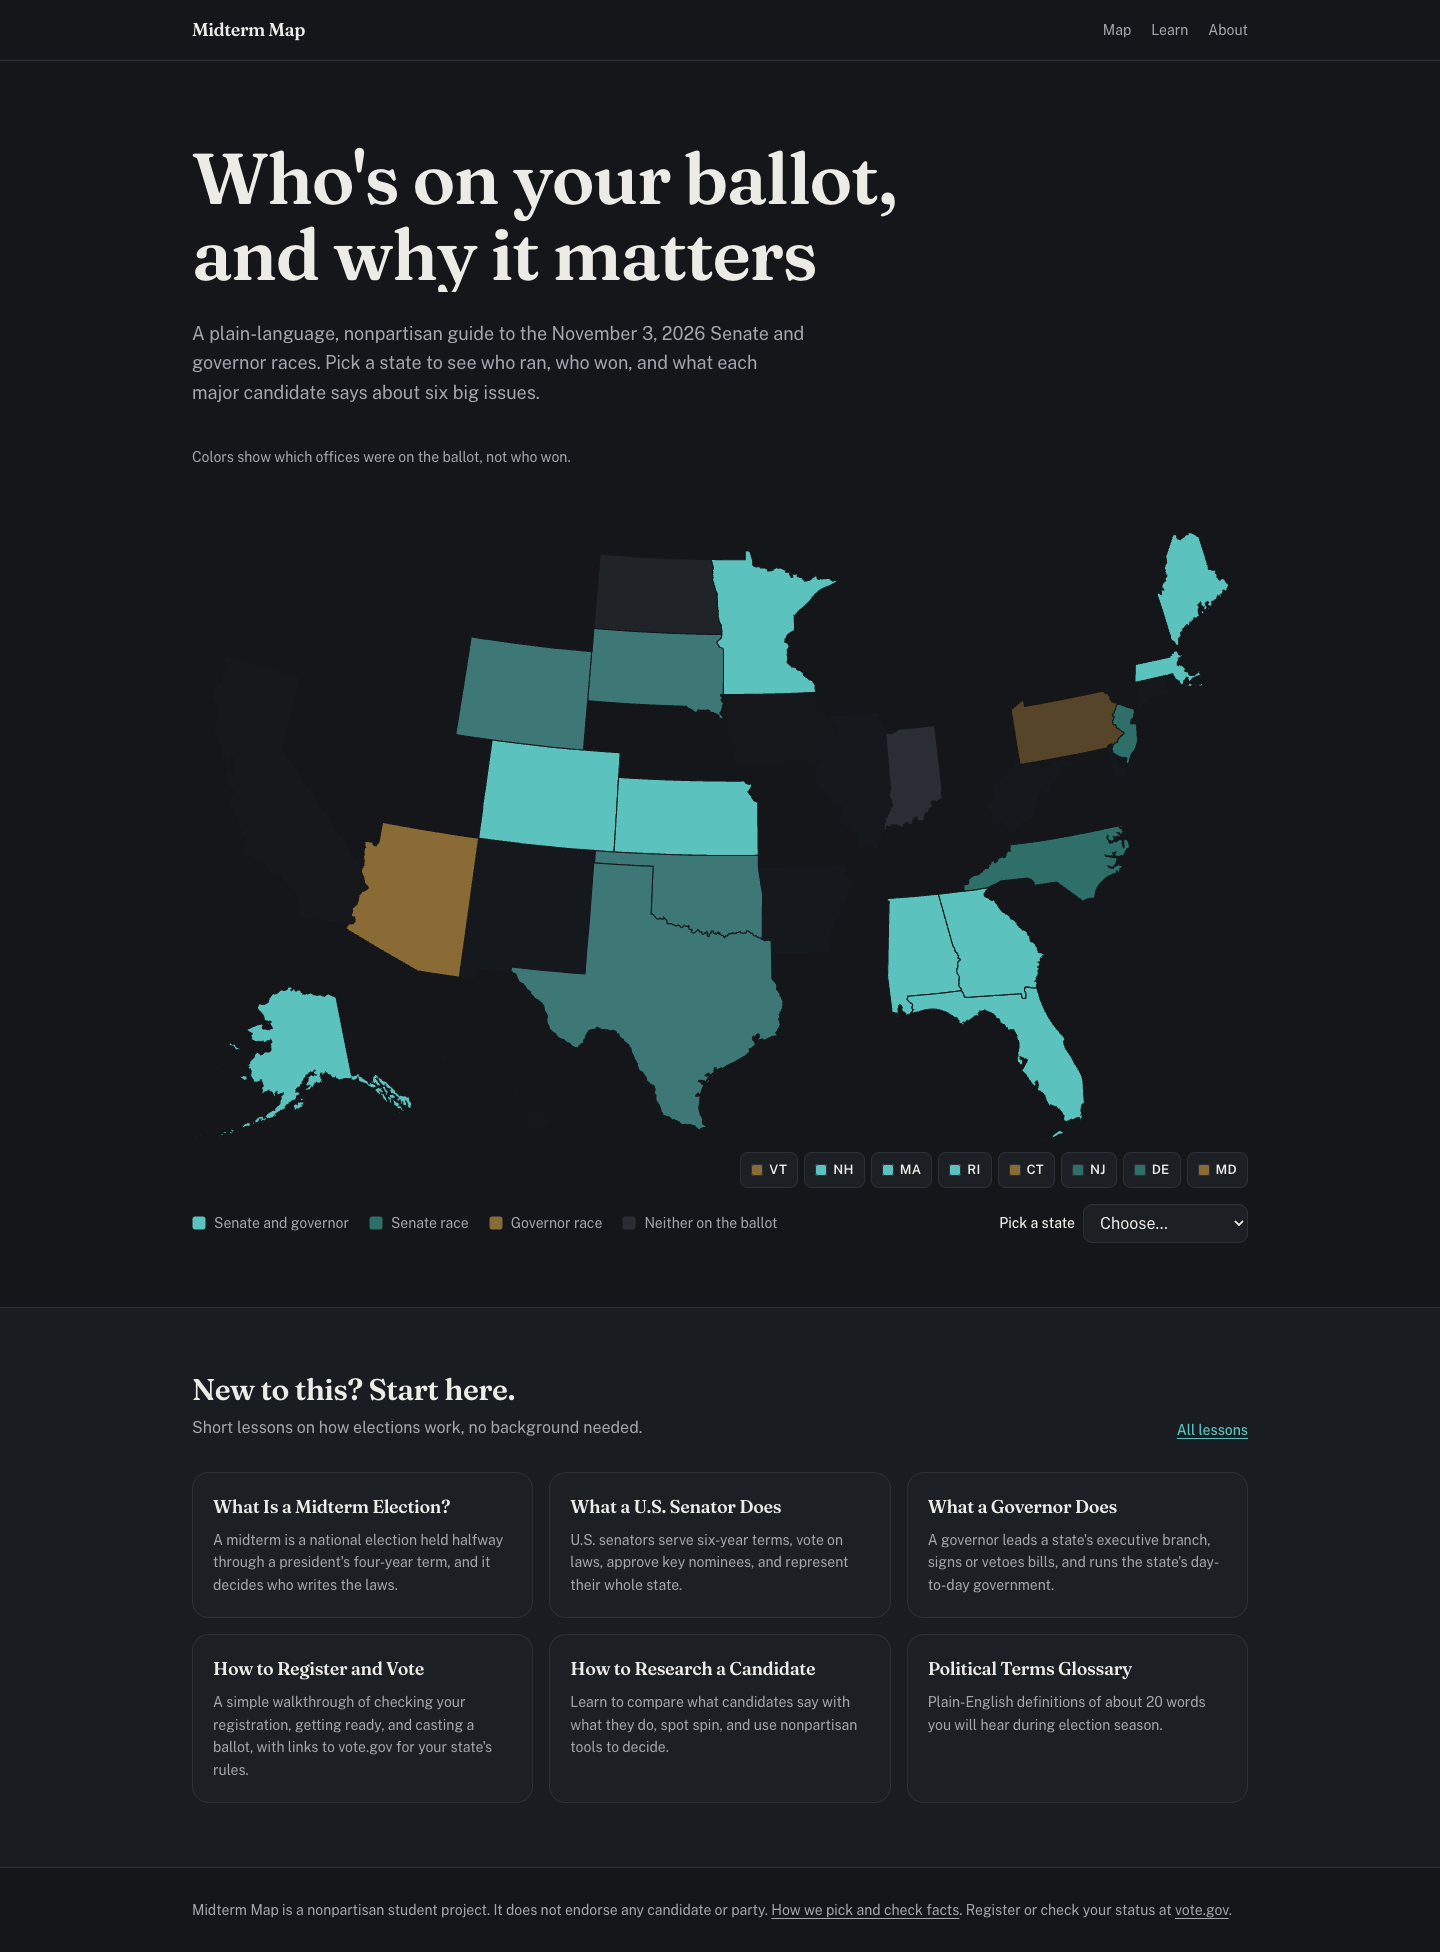 Midterm Map
Map Learn About
Who's on your ballot,
and why it matters
A plain-language, nonpartisan guide to the November 3, 2026 Senate and
governor races. Pick a state to see who ran, who won, and what each
major candidate says about six big issues.
Colors show which offices were on the ballot, not who won.
VT NH MA RI CT NJ DE MD
Senate and governor Senate race Governor race Neither on the ballot Pick a state Choose...
New to this? Start here.
Short lessons on how elections work, no background needed.
All lessons
What Is a Midterm Election?
A midterm is a national election held halfway
through a president's four-year term, and it
decides who writes the laws.
What a U.S. Senator Does
U.S. senators serve six-year terms, vote on
laws, approve key nominees, and represent
their whole state.
What a Governor Does
A governor leads a state's executive branch,
signs or vetoes bills, and runs the state's day-
to-day government.
How to Register and Vote
A simple walkthrough of checking your
registration, getting ready, and casting a
ballot, with links to vote.gov for your state's
rules.
How to Research a Candidate
Learn to compare what candidates say with
what they do, spot spin, and use nonpartisan
tools to decide.
Political Terms Glossary
Plain-English definitions of about 20 words
you will hear during election season.
Midterm Map is a nonpartisan student project. It does not endorse any candidate or party. How we pick and check facts. Register or check your status at vote.gov.